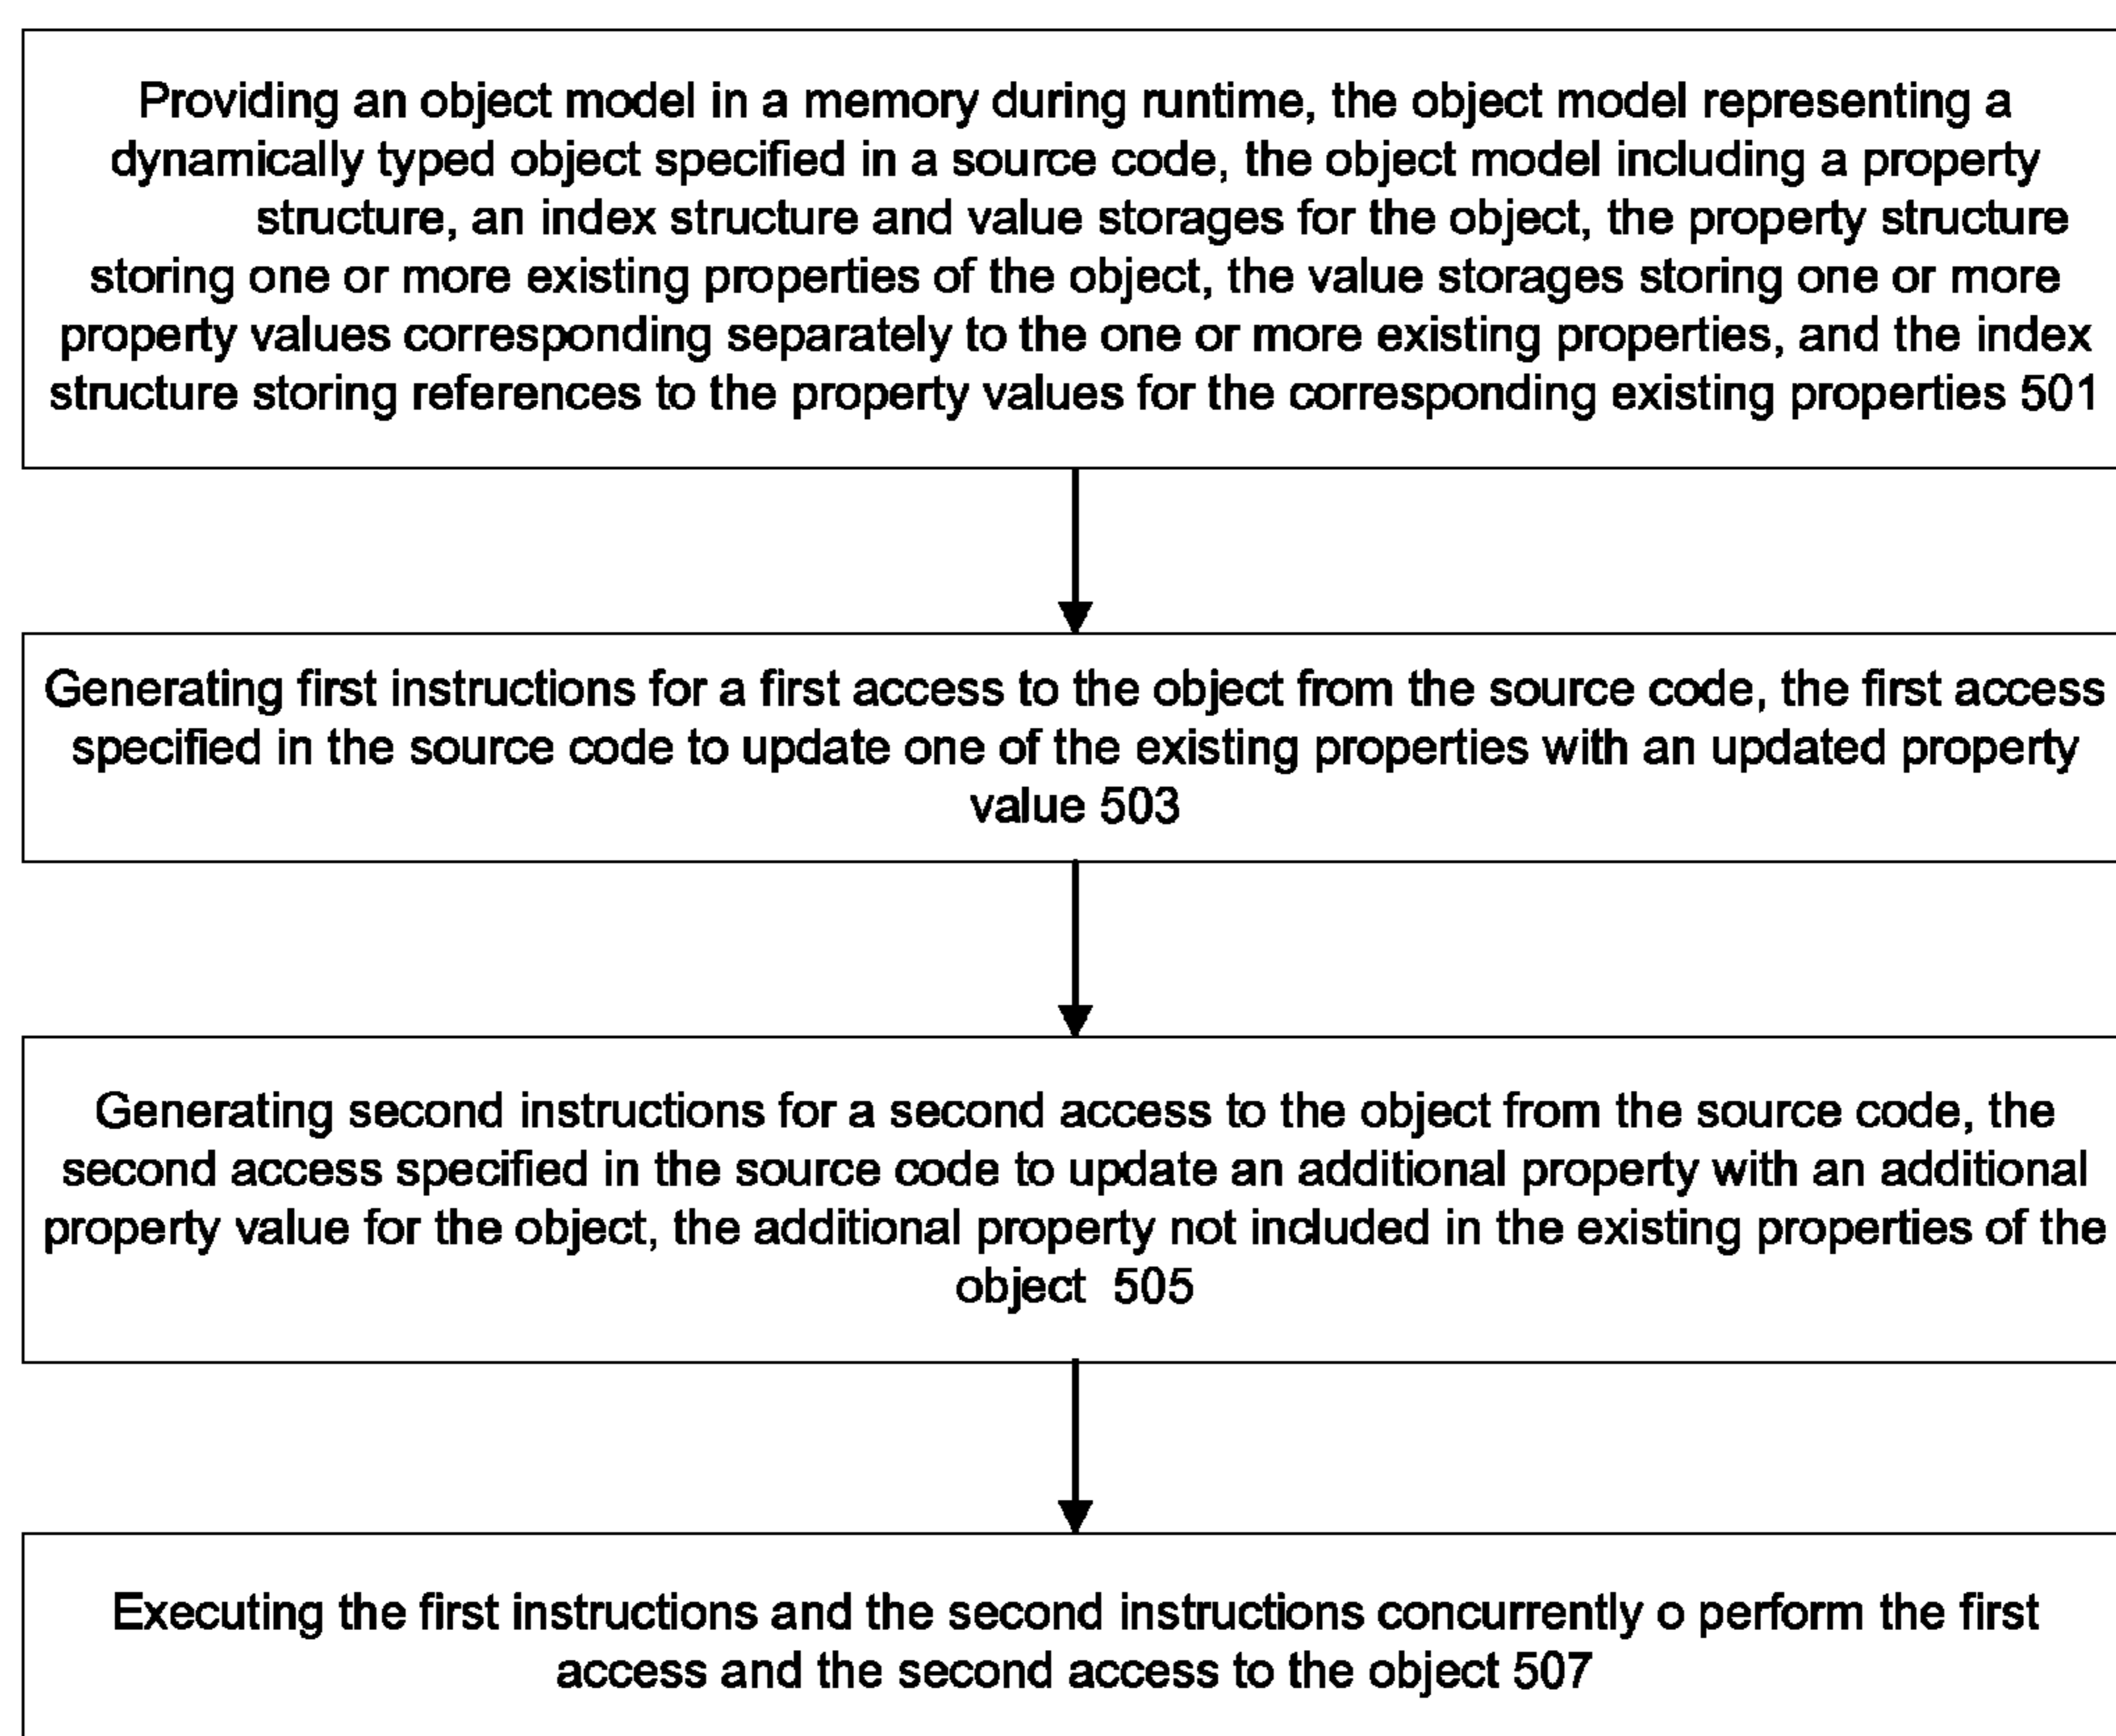 Providing an object model in a memory during runtime, the object model representing a
dynamically typed object specified in a source code, the object model including a property
structure, an index structure and value storages for the object, the property structure
storing one or more existing properties of the object, the value storages storing one or more
property values corresponding separately to the one or more existing properties, and the index
structure storing references to the property values for the corresponding existing properties 501
Generating first instructions for a first access to the object from the source code, the first access
specified in the source code to update one of the existing properties with an updated property
value 503
Generating second instructions for a second access to the object from the source code, the
second access specified in the source code to update an additional property with an additional
property value for the object, the additional property not included in the existing properties of the
object 505
Executing the first instructions and the second instructions concurrently o perform the first
access and the second access to the object 507